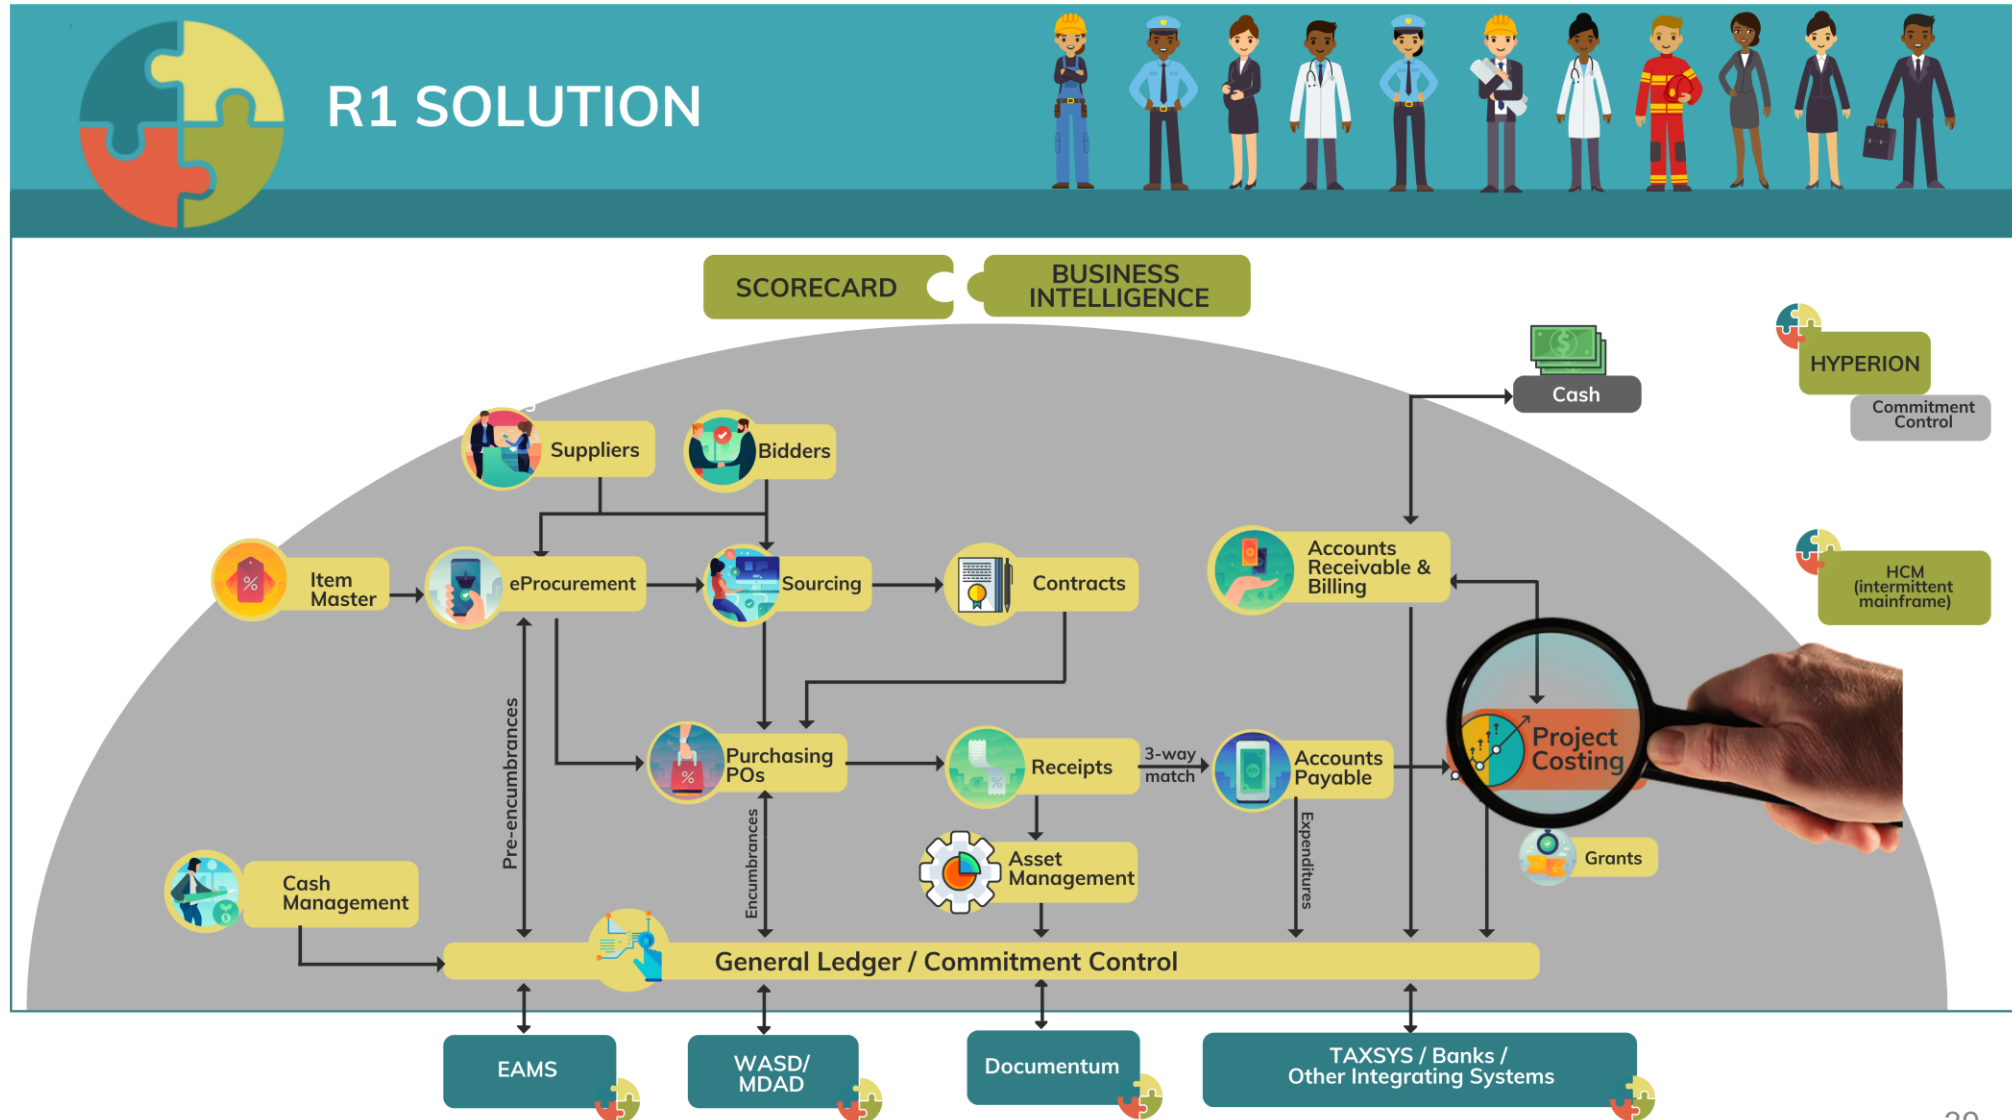 R1 SOLUTION
SCORECARD
BUSINESS
INTELLIGENCE
Cash
HYPERION
Commitment
Control
Suppliers
Bidders
Item
Master
eProcurement
Sourcing
Contracts
Accounts
Receivable &
Billing
HCM
(intermittent
mainframe)
Pre-encumbrances
Purchasing
POs
Receipts
3-way
match
Accounts
Payable
Project
Costing
Encumbrances
Expenditures
Asset
Management
Grants
Cash
Management
General Ledger / Commitment Control
EAMS
WASD/
MDAD
Documentum
TAXSYS / Banks /
Other Integrating Systems